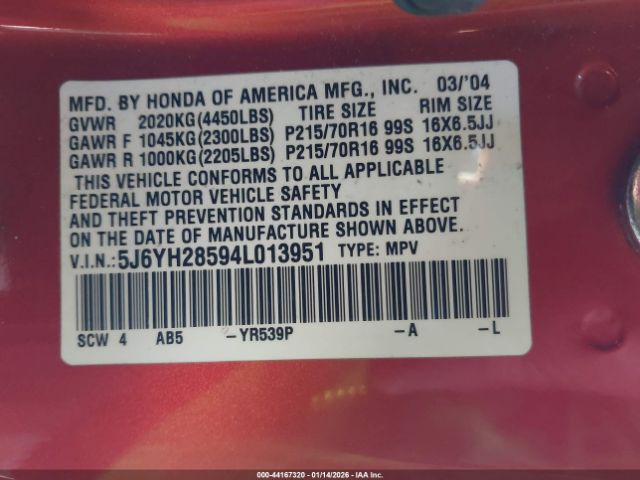 MFD. BY HONDA OF AMERICA MFG., INC. 03/'04
GVWR 2020KG(4450LBS) TIRE SIZE RIM SIZE
GAWR F 1045KG(2300LBS) P215/70R16 99S 16X6.5JJ
GAWR R 1000KG(2205LBS) P215/70R16 99S 16X6.5JJ
THIS VEHICLE CONFORMS TO ALL APPLICABLE
FEDERAL MOTOR VEHICLE SAFETY
AND THEFT PREVENTION STANDARDS IN EFFECT
ON THE DATE OF MANUFACTURE SHOWN ABOVE.
V.I.N.:5J6YH28594L013951 TYPE: MPV
SCW 4 AB5 -YR539P -A -L
000-44167320 - 01/14/2026 - IAA Inc.